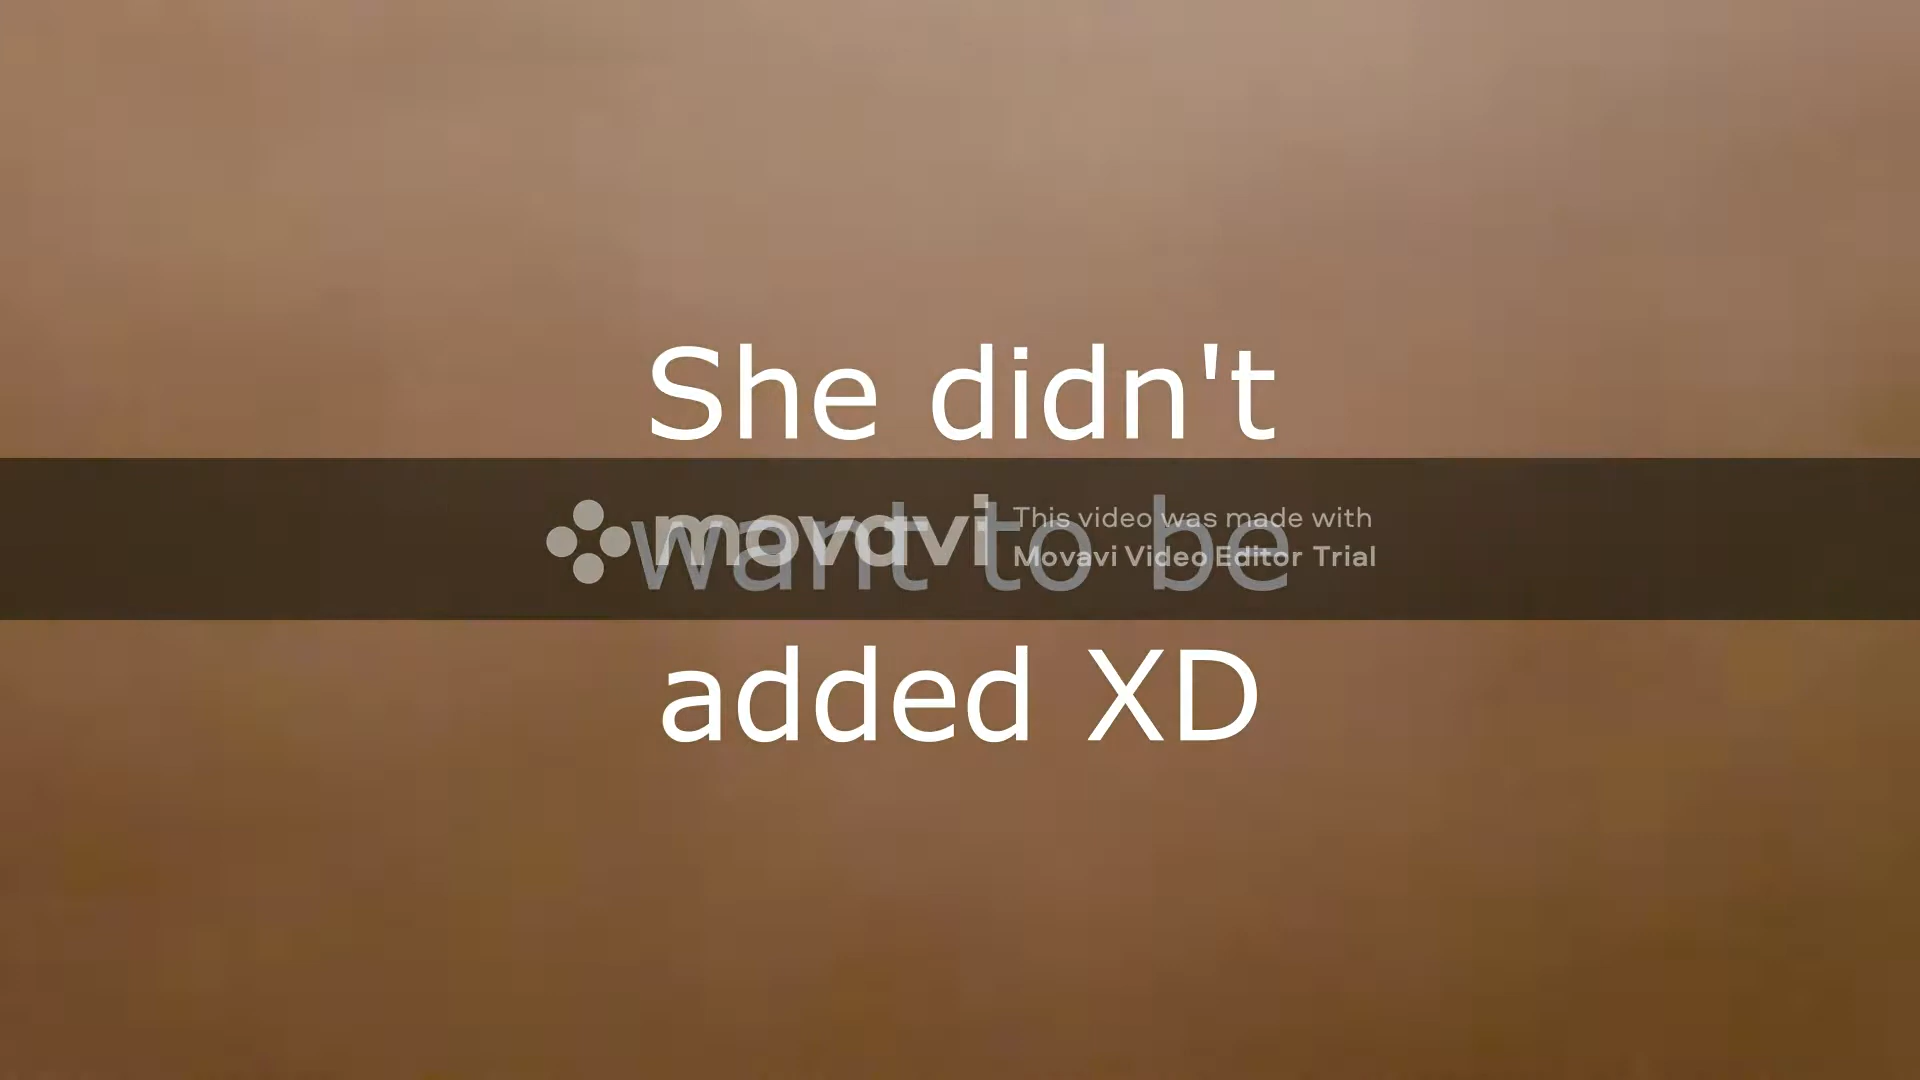 She didn't
want to be
added XD
movavi
This video was made with
Movavi Video Editor Trial